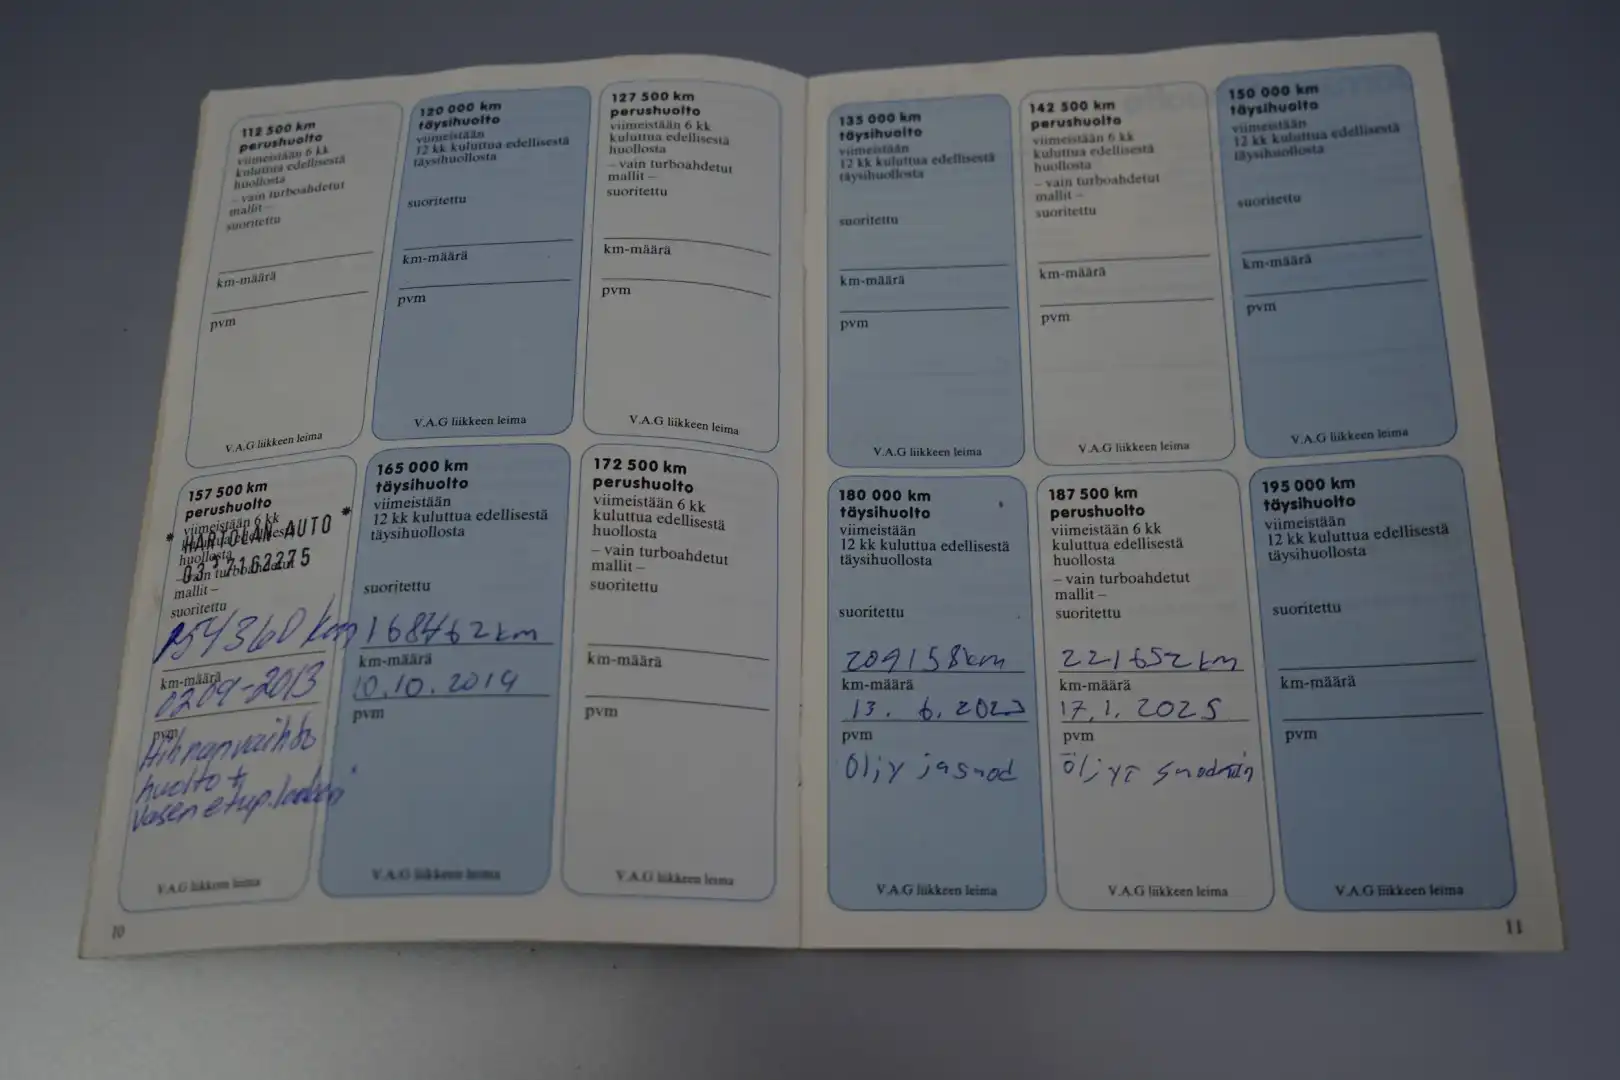 112 500 km
perushuolto
viimeistään 6 kk
kuluttua edellisestä
huollosta
– vain turboahdetut
mallit –
suoritettu
km-määrä
pvm
V.A.G liikkeen leima
120 000 km
täysihuolto
viimeistään
12 kk kuluttua edellisestä
täysihuollosta
suoritettu
km-määrä
pvm
V.A.G liikkeen leima
127 500 km
perushuolto
viimeistään 6 kk
kuluttua edellisestä
huollosta
– vain turboahdetut
mallit –
suoritettu
km-määrä
pvm
V.A.G liikkeen leima
135 000 km
täysihuolto
viimeistään
12 kk kuluttua edellisestä
täysihuollosta
suoritettu
km-määrä
pvm
V.A.G liikkeen leima
142 500 km
perushuolto
viimeistään 6 kk
kuluttua edellisestä
huollosta
– vain turboahdetut
mallit –
suoritettu
km-määrä
pvm
V.A.G liikkeen leima
150 000 km
täysihuolto
viimeistään
12 kk kuluttua edellisestä
täysihuollosta
suoritettu
km-määrä
pvm
V.A.G liikkeen leima
157 500 km
perushuolto
viimeistään 6 kk
* HARTOLAN AUTO *
huollosta
03-7162275
– vain turboahdetut
mallit –
suoritettu
154360 km
km-määrä
02 09-2013
pvm
Hihnanvaihto
huolto +
vasen etup.
V.A.G liikkeen leima
165 000 km
täysihuolto
viimeistään
12 kk kuluttua edellisestä
täysihuollosta
suoritettu
168462 km
km-määrä
10.10.2014
pvm
V.A.G liikkeen leima
172 500 km
perushuolto
viimeistään 6 kk
kuluttua edellisestä
huollosta
– vain turboahdetut
mallit –
suoritettu
km-määrä
pvm
V.A.G liikkeen leima
10
180 000 km
täysihuolto
viimeistään
12 kk kuluttua edellisestä
täysihuollosta
suoritettu
209158km
km-määrä
13. 6. 2023
pvm
Öljy ja suod
V.A.G liikkeen leima
187 500 km
perushuolto
viimeistään 6 kk
kuluttua edellisestä
huollosta
– vain turboahdetut
mallit –
suoritettu
221652 km
km-määrä
17.1. 2025
pvm
V.A.G liikkeen leima
195 000 km
täysihuolto
viimeistään
12 kk kuluttua edellisestä
täysihuollosta
suoritettu
km-määrä
pvm
V.A.G liikkeen leima
11